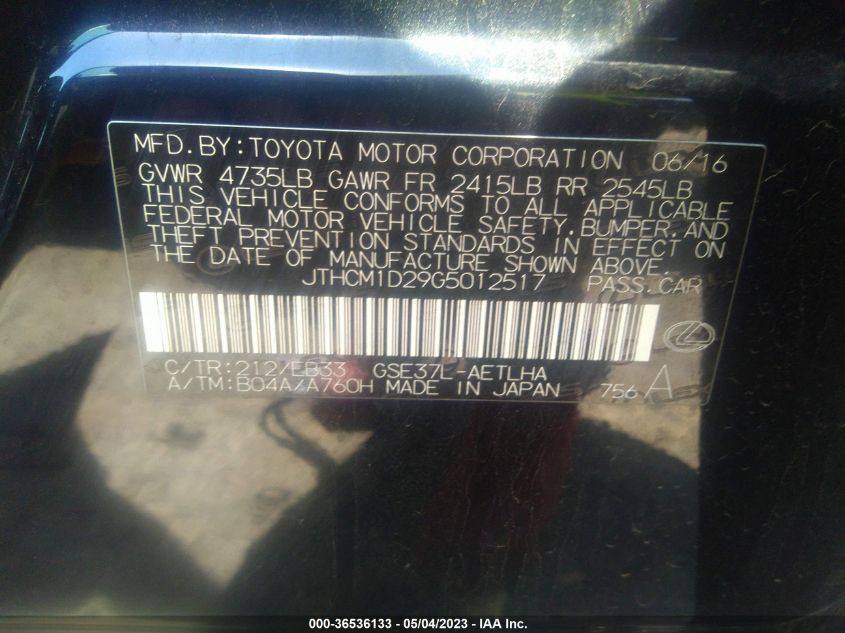 MFD.BY:TOYOTA MOTOR CORPORATION 06/16
GVWR 4735LB GAWR FR 2415LB RR 2545LB
THIS VEHICLE CONFORMS TO ALL APPLICABLE
FEDERAL MOTOR VEHICLE SAFETY,BUMPER,AND
THEFT PREVENTION STANDARDS IN EFFECT ON
THE DATE OF MANUFACTURE SHOWN ABOVE.
JTHCM1D29G5012517 PASS.CAR
C/TR:212/EB33 GSE37L-AETLHA
A/TM:B04A/A760H MADE IN JAPAN 756 A
000-36536133 - 05/04/2023 - IAA Inc.